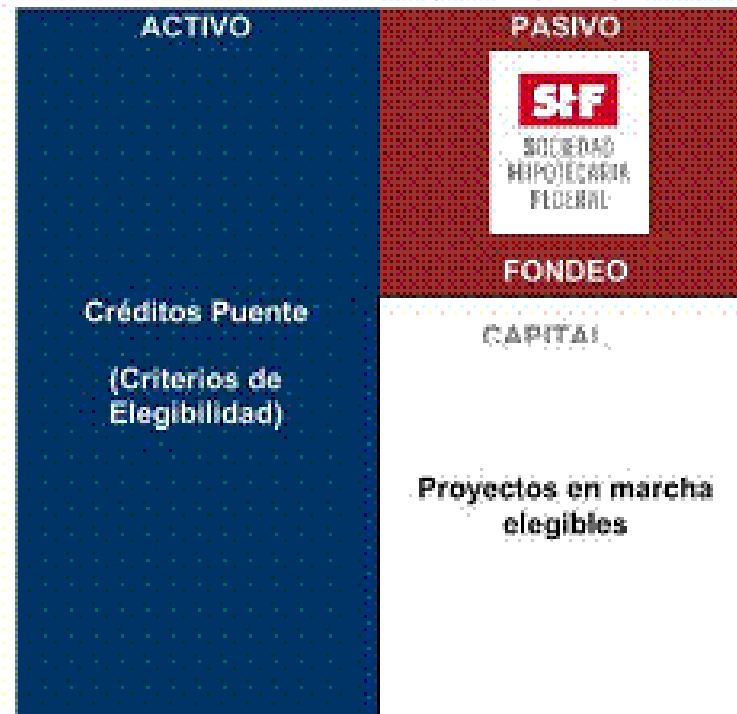 ACTIVO
Créditos Puente
(Criterios de
Elegibilidad)
PASIVO
SHF
SOCIEDAD
HIPOTECARIA
FEDERAL
FONDEO
CAPITAL
Proyectos en marcha
elegibles